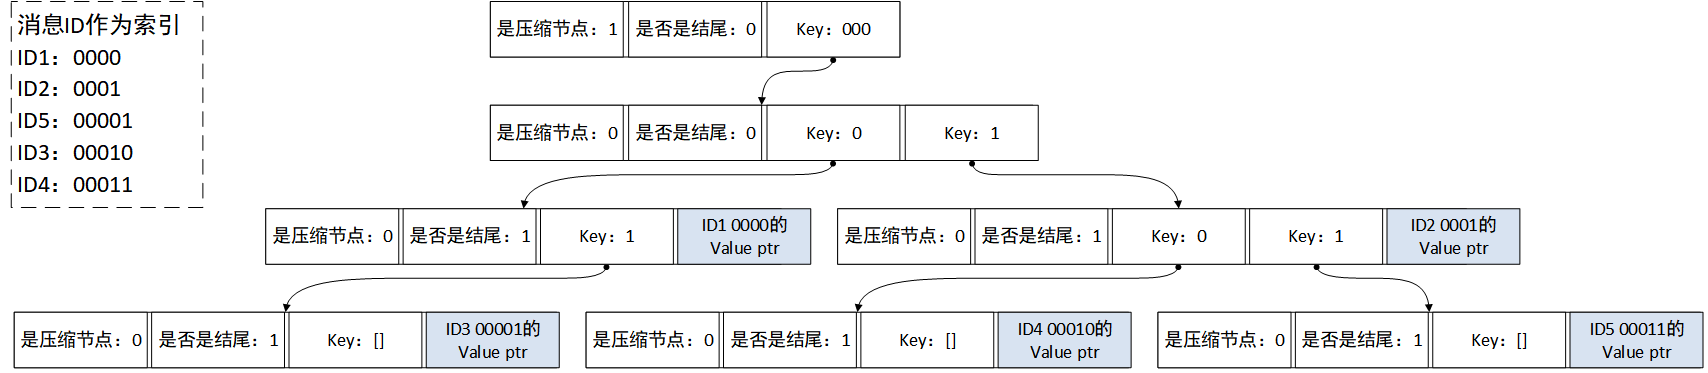 消息ID作为索引
ID1：0000
ID2：0001
ID5：00001
ID3：00010
ID4：00011
是压缩节点：1 是否是结尾：0 Key：000
是压缩节点：0 是否是结尾：0 Key：0 Key：1
是压缩节点：0 是否是结尾：1 Key：1 ID1 0000的
Value ptr
是压缩节点：0 是否是结尾：1 Key：0 Key：1 ID2 0001的
Value ptr
是压缩节点：0 是否是结尾：1 Key：[] ID3 00001的
Value ptr
是压缩节点：0 是否是结尾：1 Key：[] ID4 00010的
Value ptr
是压缩节点：0 是否是结尾：1 Key：[] ID5 00011的
Value ptr